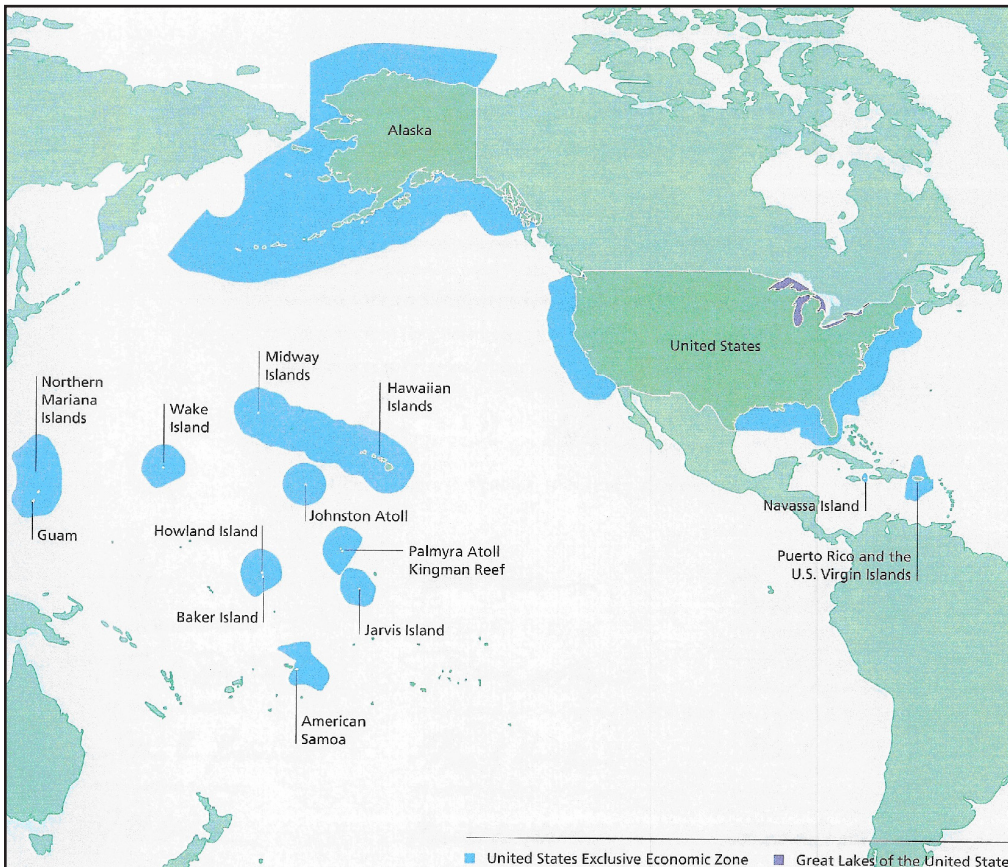 Alaska
United States
Midway
Islands
Northern
Mariana
Islands
Wake
Island
Hawaiian
Islands
Guam
Johnston Atoll
Navassa Island
Howland Island
Palmyra Atoll
Kingman Reef
Puerto Rico and the
U.S. Virgin Islands
Baker Island
Jarvis Island
American
Samoa
United States Exclusive Economic Zone
Great Lakes of the United State